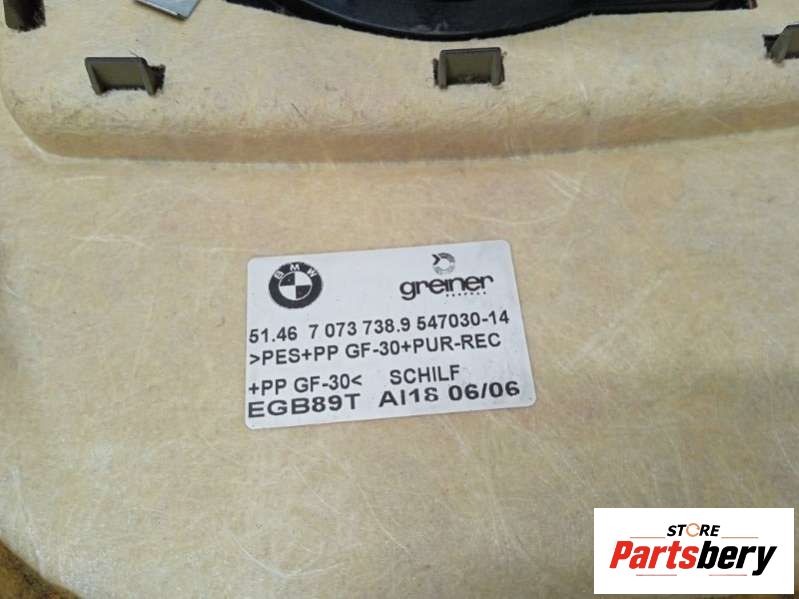 BMW
greiner
51.46 7 073 738.9 547030-14
>PES+PP GF-30+PUR-REC
+PP GF-30< SCHILF
EGB89T AI18 06/06
STORE
Partsbery